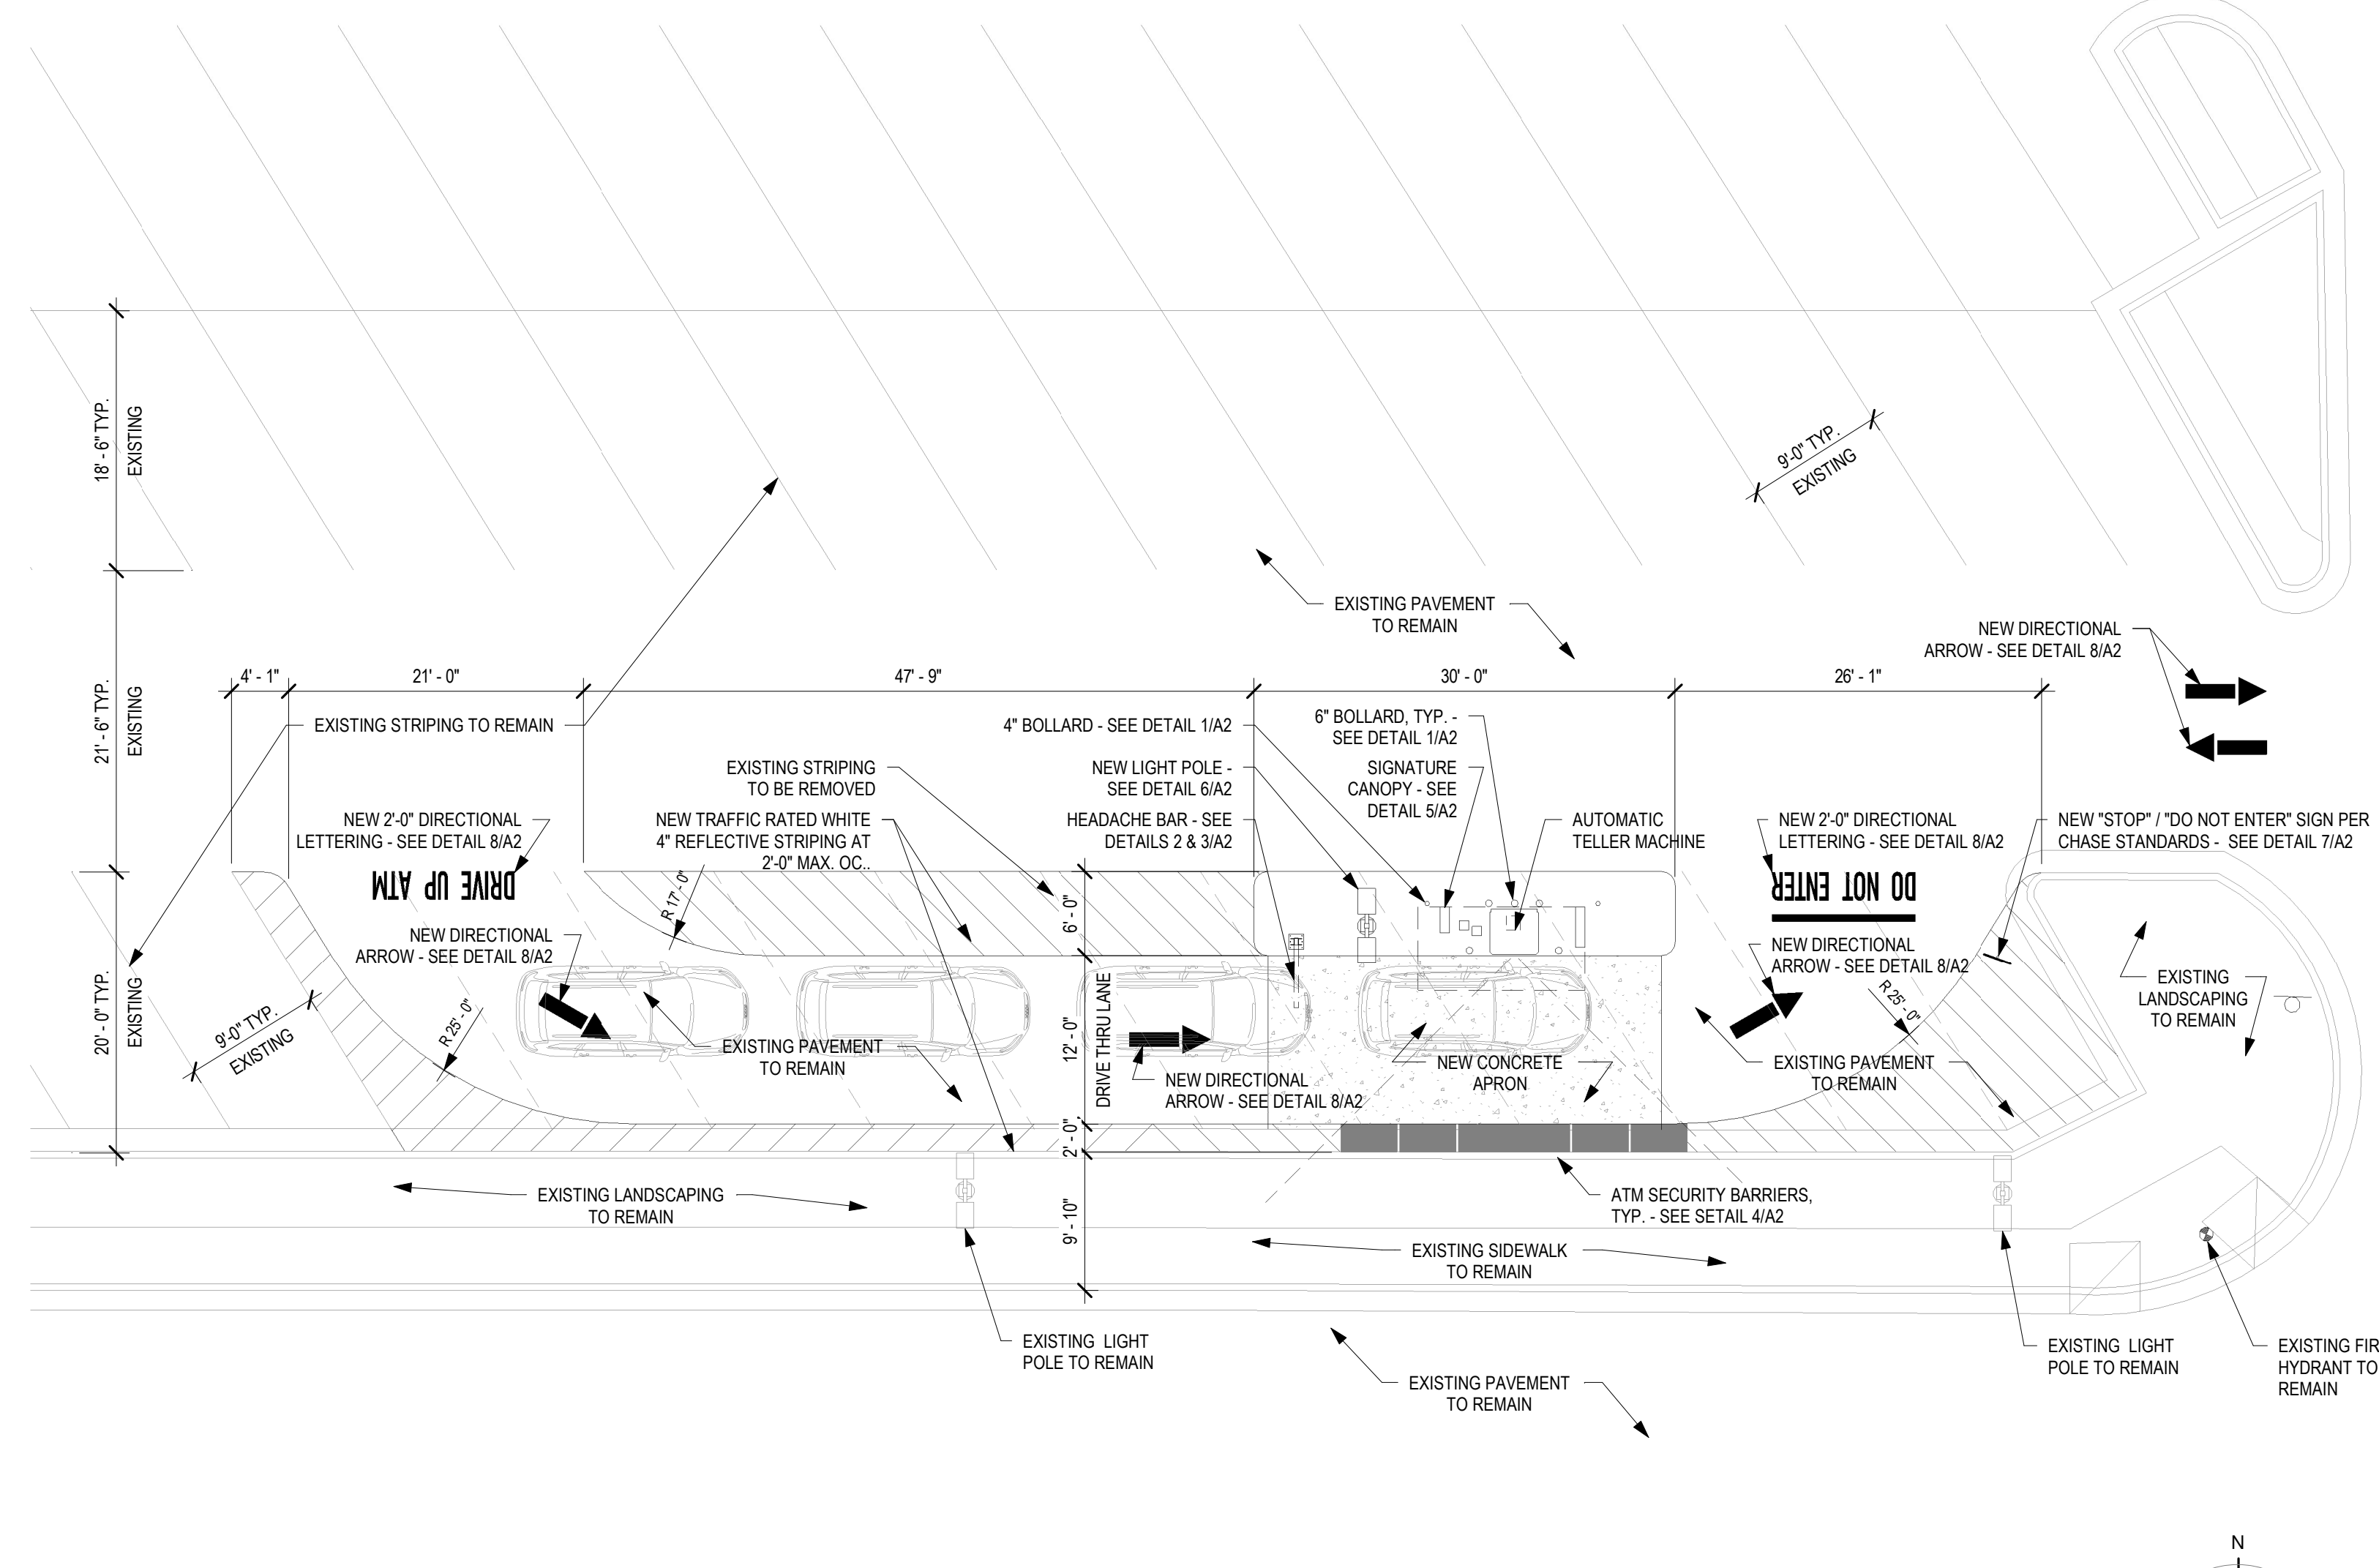 18' - 6" TYP.
EXISTING
9'-0" TYP.
EXISTING
EXISTING PAVEMENT
TO REMAIN
NEW DIRECTIONAL
ARROW - SEE DETAIL 8/A2
21' - 6" TYP.
EXISTING
4' - 1"
21' - 0"
47' - 9"
30' - 0"
26' - 1"
EXISTING STRIPING TO REMAIN
4" BOLLARD - SEE DETAIL 1/A2
6" BOLLARD, TYP. -
SEE DETAIL 1/A2
EXISTING STRIPING
TO BE REMOVED
NEW LIGHT POLE -
SEE DETAIL 6/A2
SIGNATURE
CANOPY - SEE
DETAIL 5/A2
NEW 2'-0" DIRECTIONAL
LETTERING - SEE DETAIL 8/A2
NEW TRAFFIC RATED WHITE
4" REFLECTIVE STRIPING AT
2'-0" MAX. OC..
HEADACHE BAR - SEE
DETAILS 2 & 3/A2
AUTOMATIC
TELLER MACHINE
NEW 2'-0" DIRECTIONAL
LETTERING - SEE DETAIL 8/A2
NEW "STOP" / "DO NOT ENTER" SIGN PER
CHASE STANDARDS - SEE DETAIL 7/A2
DRIVE UP ATM
R 17' - 0"
6' - 0"
DO NOT ENTER
NEW DIRECTIONAL
ARROW - SEE DETAIL 8/A2
NEW DIRECTIONAL
ARROW - SEE DETAIL 8/A2
20' - 0" TYP.
EXISTING
9'-0" TYP.
EXISTING
R 25' - 0"
EXISTING PAVEMENT
TO REMAIN
12' - 0"
DRIVE THRU LANE
NEW DIRECTIONAL
ARROW - SEE DETAIL 8/A2
NEW CONCRETE
APRON
R 25' - 0"
EXISTING PAVEMENT
TO REMAIN
EXISTING
LANDSCAPING
TO REMAIN
2' - 0"
EXISTING LANDSCAPING
TO REMAIN
9' - 10"
ATM SECURITY BARRIERS,
TYP. - SEE SETAIL 4/A2
EXISTING SIDEWALK
TO REMAIN
EXISTING LIGHT
POLE TO REMAIN
EXISTING PAVEMENT
TO REMAIN
EXISTING LIGHT
POLE TO REMAIN
EXISTING FIR
HYDRANT TO
REMAIN
N